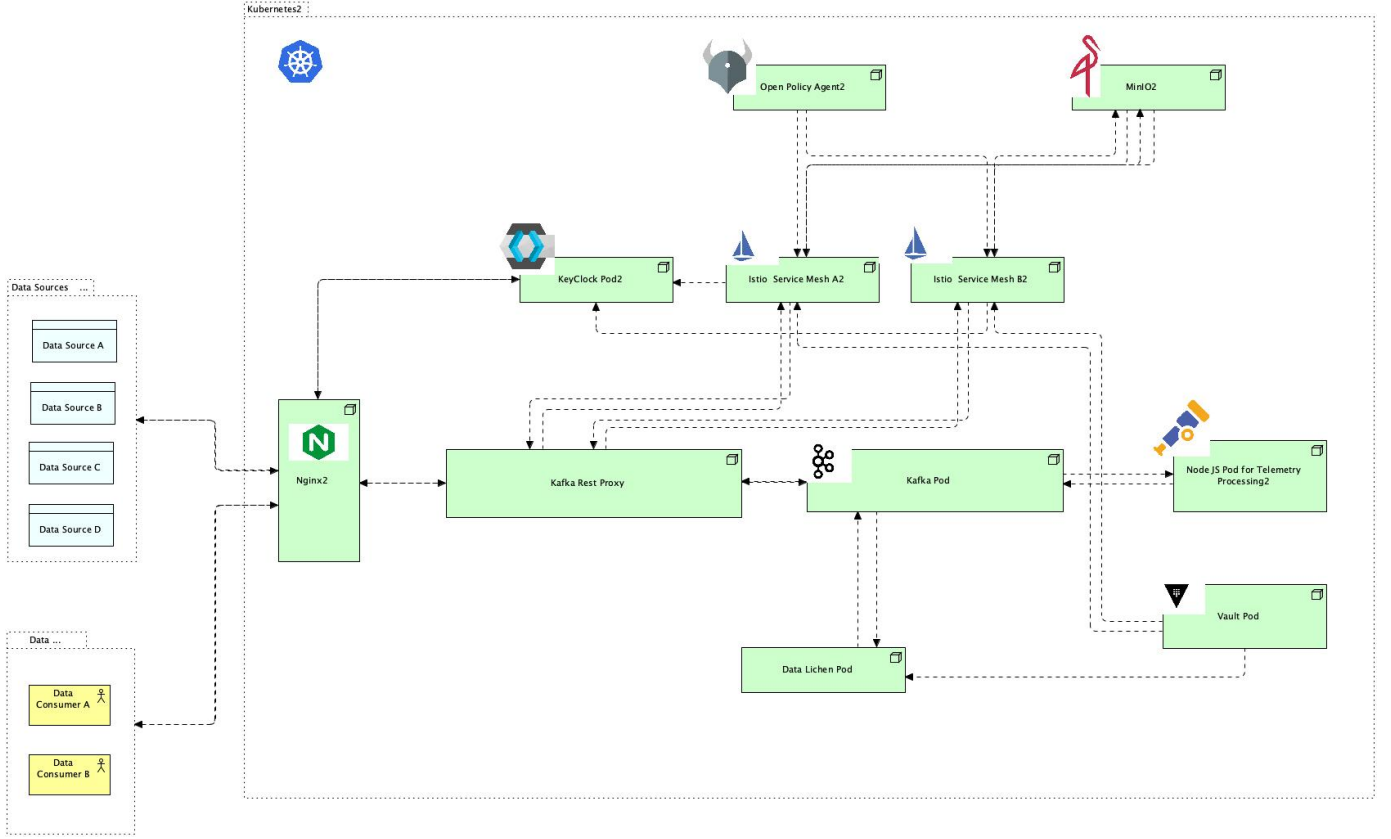 Kubernetes2
Open Policy Agent2
MinIO2
KeyClock Pod2
Istio  Service Mesh A2
Istio  Service Mesh B2
Data Sources ...
Data Source A
Data Source B
Data Source C
Data Source D
Nginx2
Kafka Rest Proxy
Kafka Pod
Node JS Pod for Telemetry
Processing2
Vault Pod
Data Lichen Pod
Data ...
Data
Consumer A
Data
Consumer B